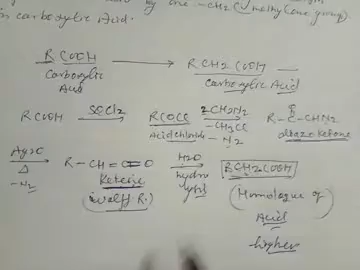 by one -CH2 (methylene group)
in carboxylic Acid.
RCOOH ⟶ RCH2COOH
Carboxylic Acid Carboxylic Acid
RCOOH SOCl2⟶ RCOCl 2CH2N2⟶ R-C-CHN2
Acid chloride -CH3Cl -N2 diazo ketone
Ag2O Δ -N2 ⟶ R-CH=C=O H2O⟶ RCH2COOH
Ketene hydrolysis
(wolff R.) (Homologue of
Acid
higher